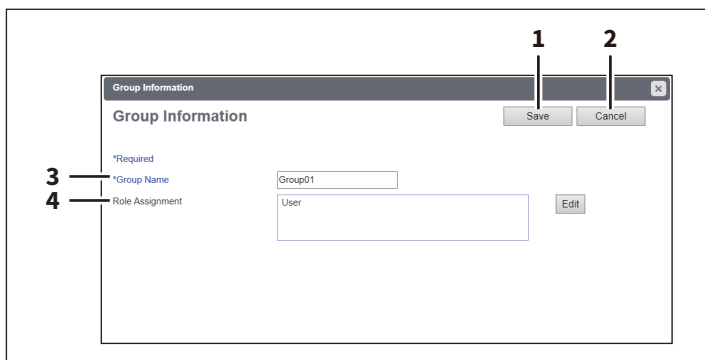 1 2
Group Information
×
Group Information Save Cancel
*Required
3 *Group Name Group01
4 Role Assignment User Edit